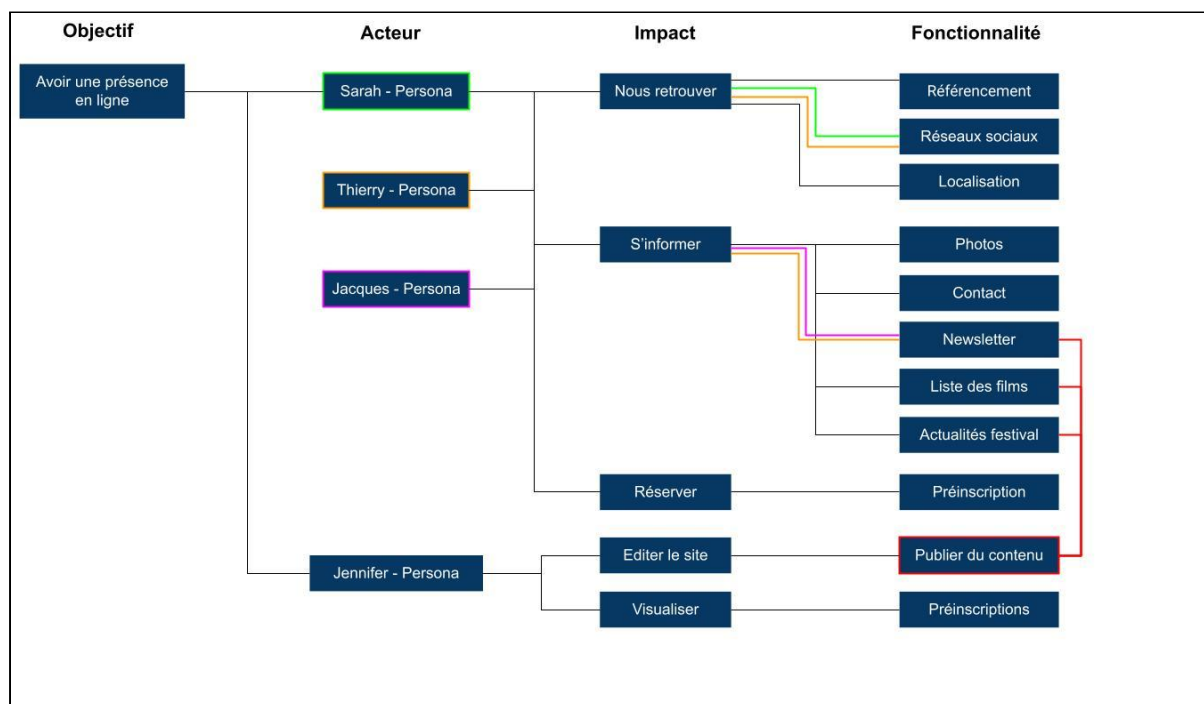 Objectif
Acteur
Impact
Fonctionnalité
Avoir une présence
en ligne
Sarah - Persona
Thierry - Persona
Jacques - Persona
Jennifer - Persona
Nous retrouver
S'informer
Réserver
Editer le site
Visualiser
Référencement
Réseaux sociaux
Localisation
Photos
Contact
Newsletter
Liste des films
Actualités festival
Préinscription
Publier du contenu
Préinscriptions